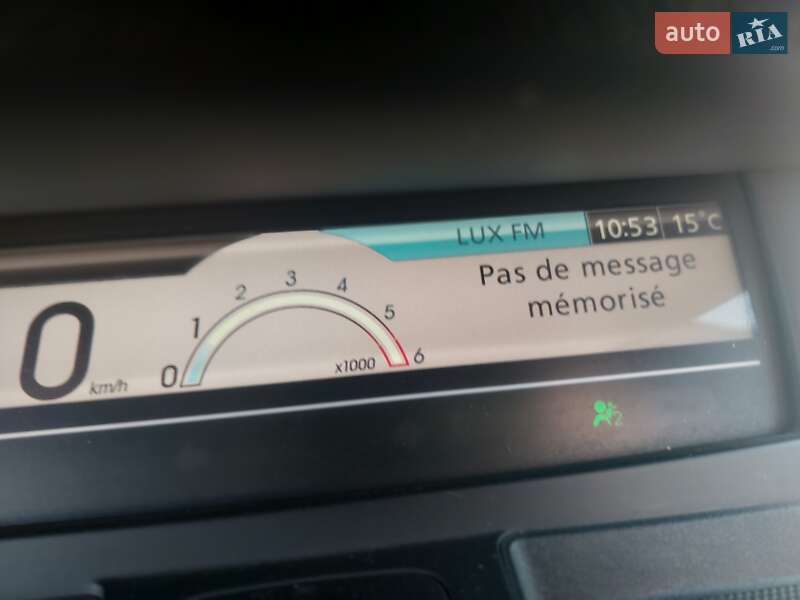 auto RIA
.com
LUX FM 10:53 15°C
Pas de message
mémorisé
0 km/h
0 1 2 3 4 5 6
x1000
2